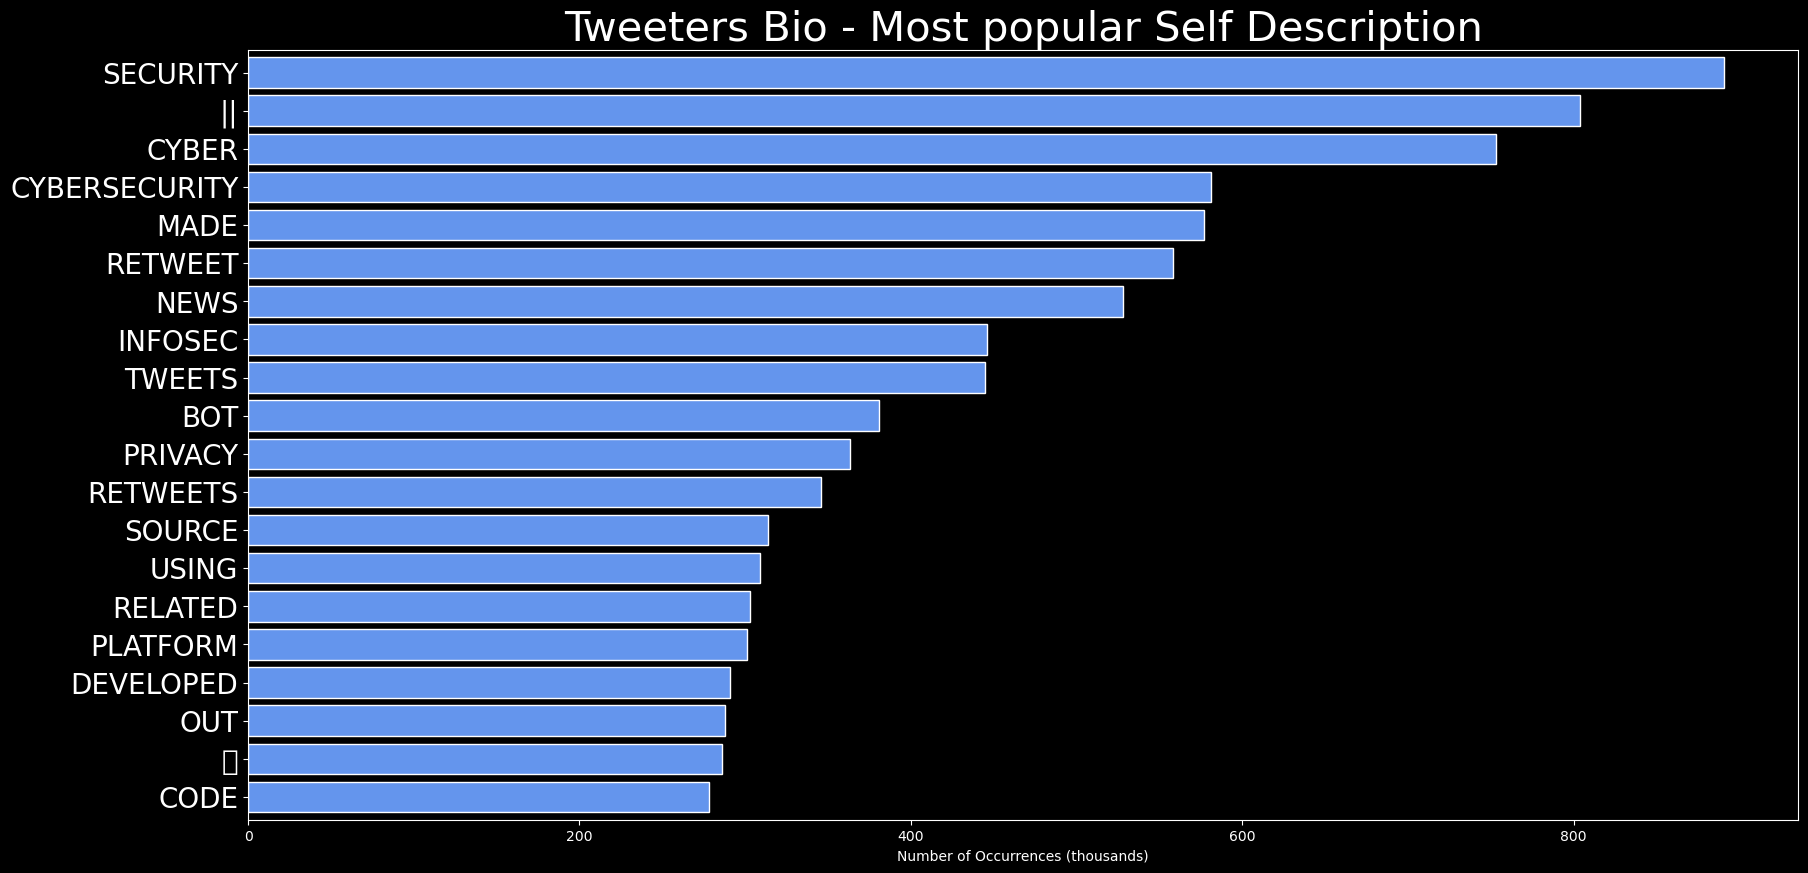 Tweeters Bio - Most popular Self Description
SECURITY
||
CYBER
CYBERSECURITY
MADE
RETWEET
NEWS
INFOSEC
TWEETS
BOT
PRIVACY
RETWEETS
SOURCE
USING
RELATED
PLATFORM
DEVELOPED
OUT
CODE
0 200 400 600 800
Number of Occurrences (thousands)